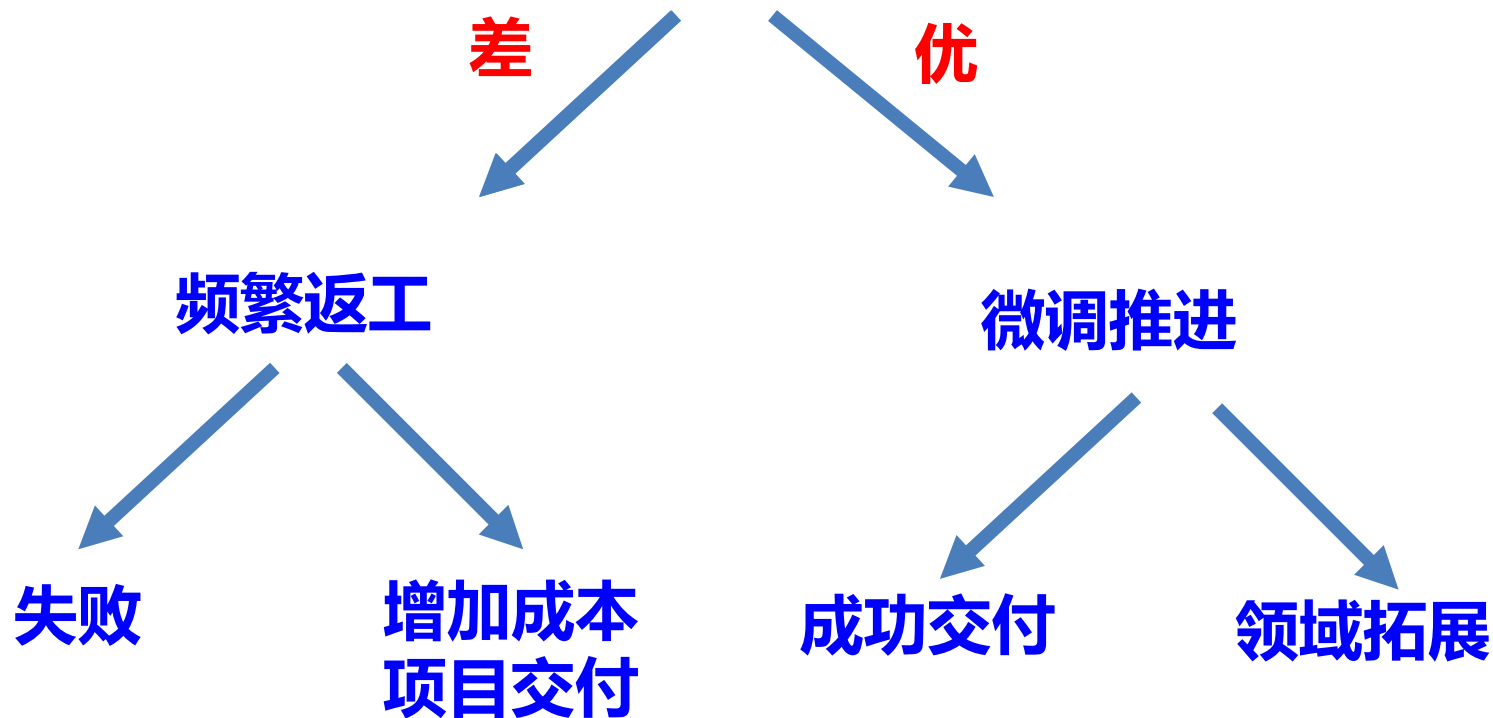 差
优
频繁返工
微调推进
失败
增加成本
项目交付
成功交付
领域拓展